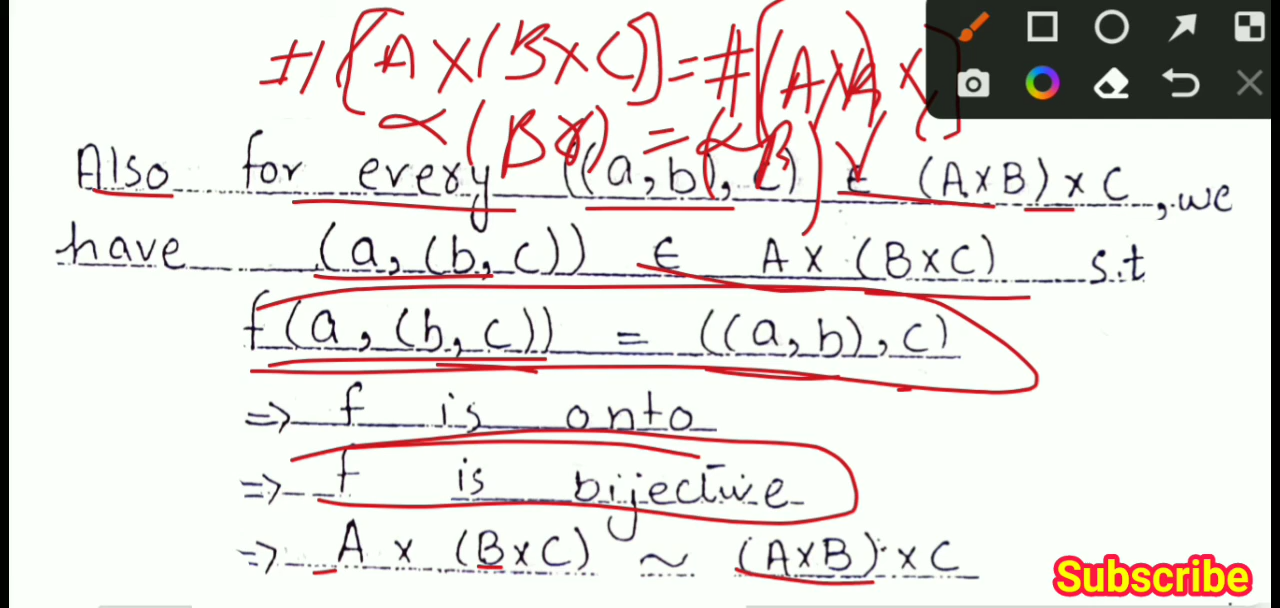 #[A×(B×C)]=#[(A×B)×
α(Bγ) = (αB)γ
Also for every ((a,b),c) ∈ (A×B)×C, we
have (a,(b,c)) ∈ A×(B×C) s.t
f(a,(b,c)) = ((a,b),c)
=> f is onto
=> f is bijective
=> A × (B×C) ~ (A×B)×C
Subscribe